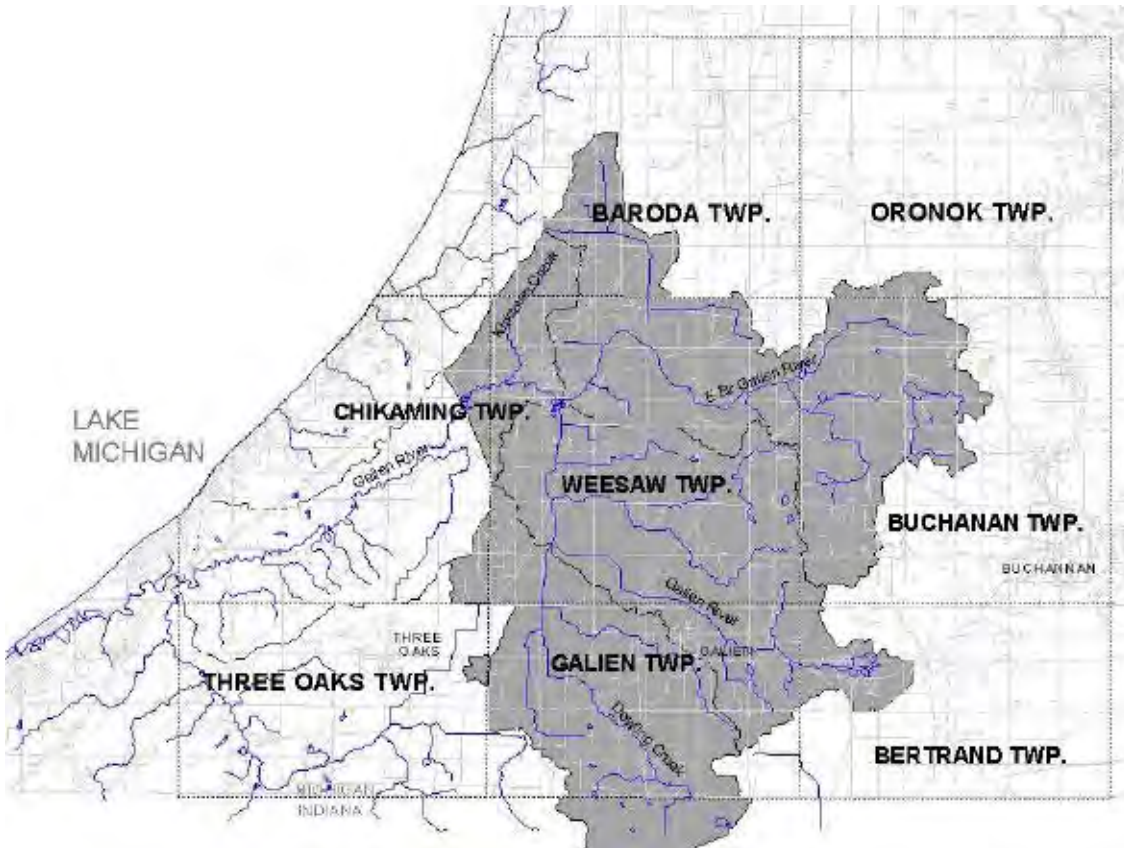 BARODA TWP.
ORONOK TWP.
E Br Galien River
LAKE
MICHIGAN
CHIKAMING TWP.
Galien River
WEESAW TWP.
BUCHANAN TWP.
BUCHANNAN
Galien River
THREE
OAKS
GALIEN
GALIEN TWP.
THREE OAKS TWP.
Dowling Creek
BERTRAND TWP.
MICHIGAN
INDIANA